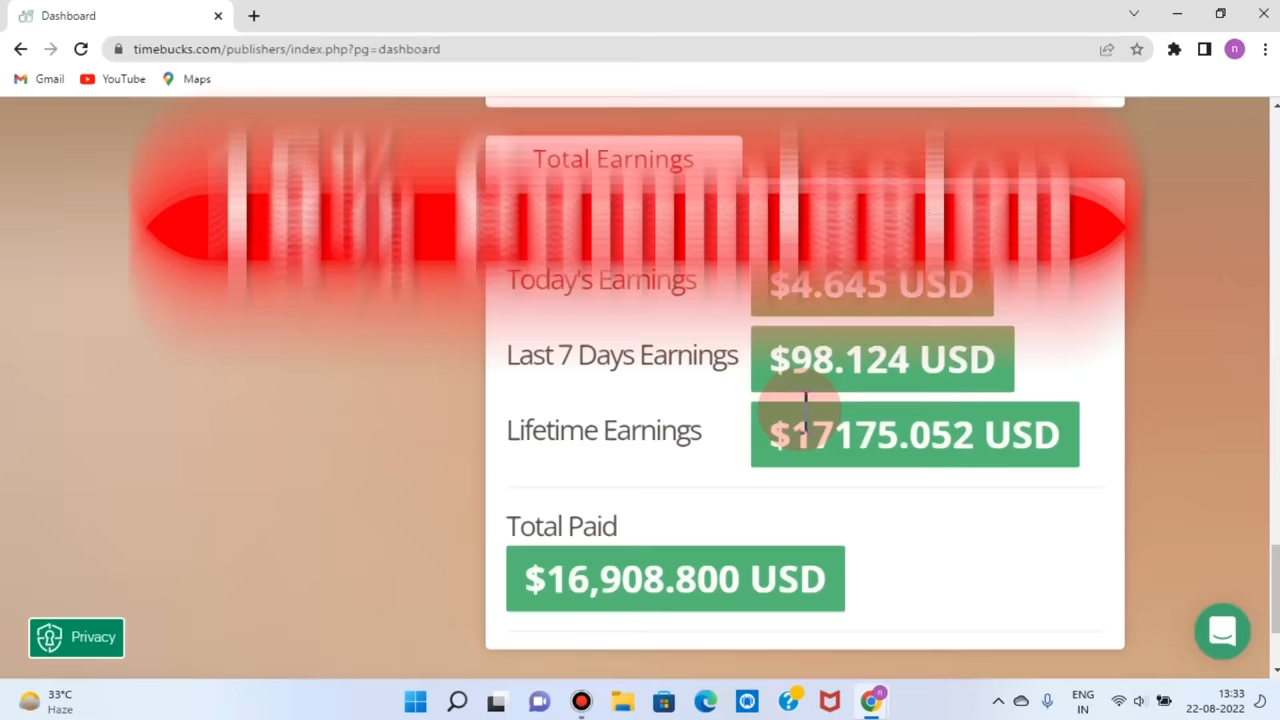 Dashboard
timebucks.com/publishers/index.php?pg=dashboard
n
Gmail YouTube Maps
Total Earnings
Today's Earnings $4.645 USD
Last 7 Days Earnings $98.124 USD
Lifetime Earnings $17175.052 USD
Total Paid
$16,908.800 USD
Privacy
33°C
Haze
ENG
IN
13:33
22-08-2022